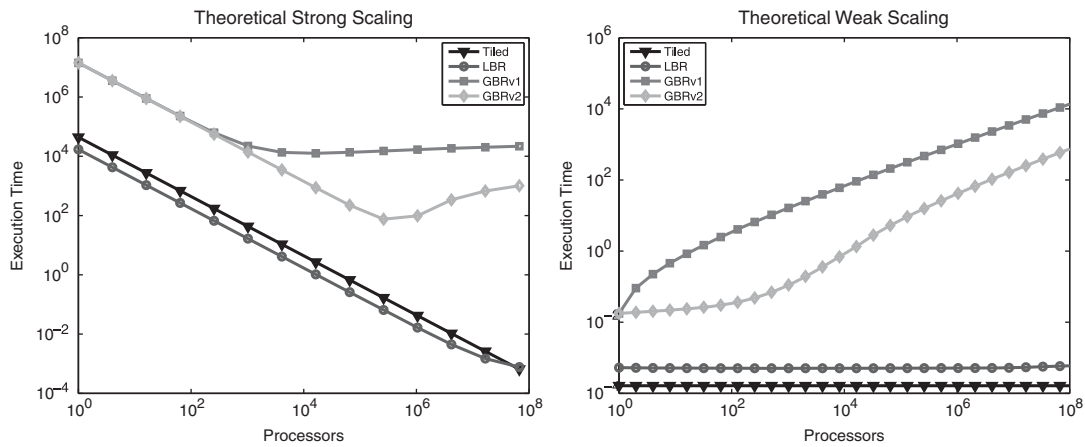 Theoretical Strong Scaling
10^8
10^6
10^4
10^2
10^0
10^-2
10^-4
Execution Time
Tiled
LBR
GBRv1
GBRv2
10^0 10^2 10^4 10^6 10^8
Processors
Theoretical Weak Scaling
10^6
10^4
10^2
10^0
10^-2
Execution Time
Tiled
LBR
GBRv1
GBRv2
10^0 10^2 10^4 10^6 10^8
Processors